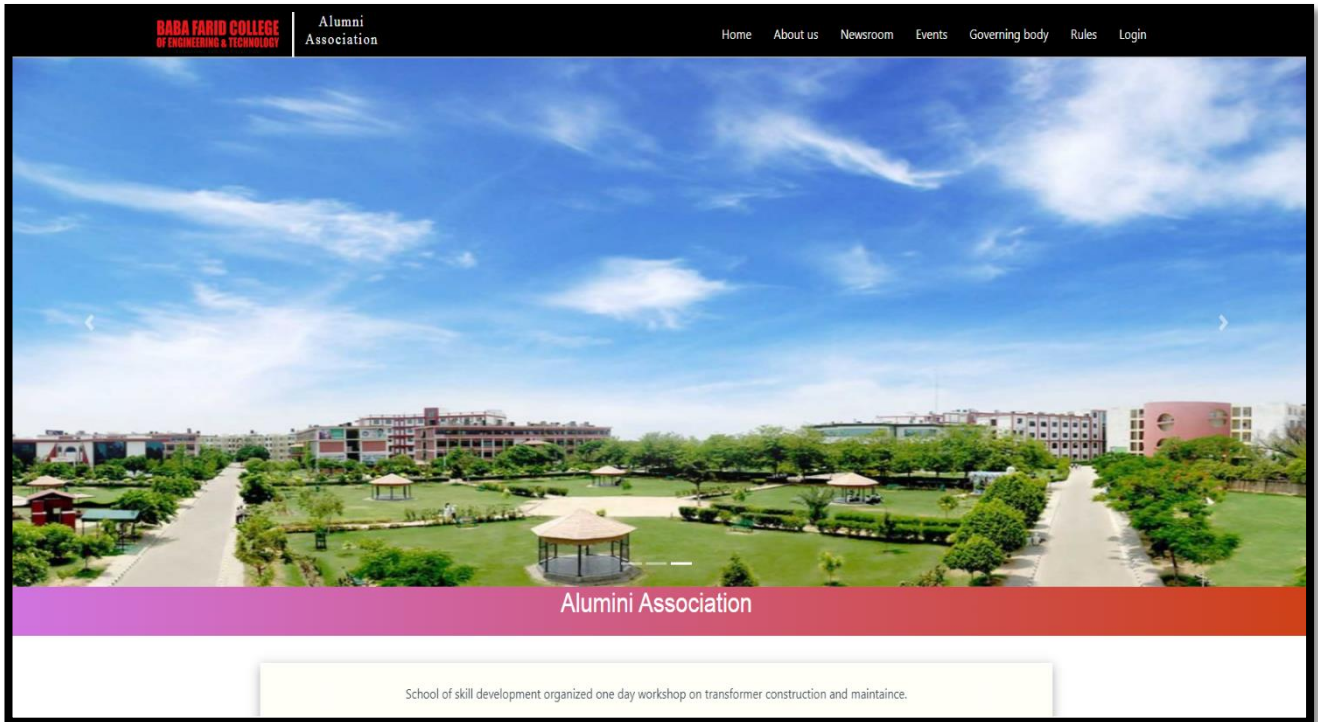 BABA FARID COLLEGE
OF ENGINEERING & TECHNOLOGY
Alumni
Association
Home About us Newsroom Events Governing body Rules Login
Alumini Association
School of skill development organized one day workshop on transformer construction and maintaince.